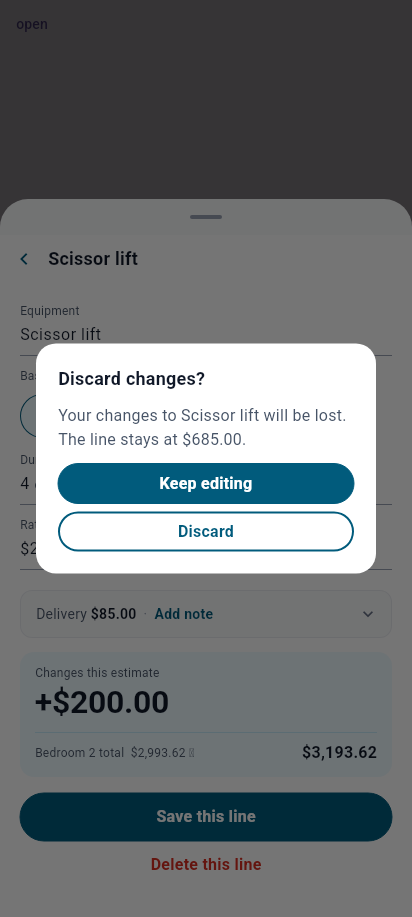 open
Scissor lift
Equipment
Scissor lift
Discard changes?
Your changes to Scissor lift will be lost.
The line stays at $685.00.
Keep editing
Discard
4
Delivery $85.00 · Add note
Changes this estimate
+$200.00
Bedroom 2 total $2,993.62
$3,193.62
Save this line
Delete this line